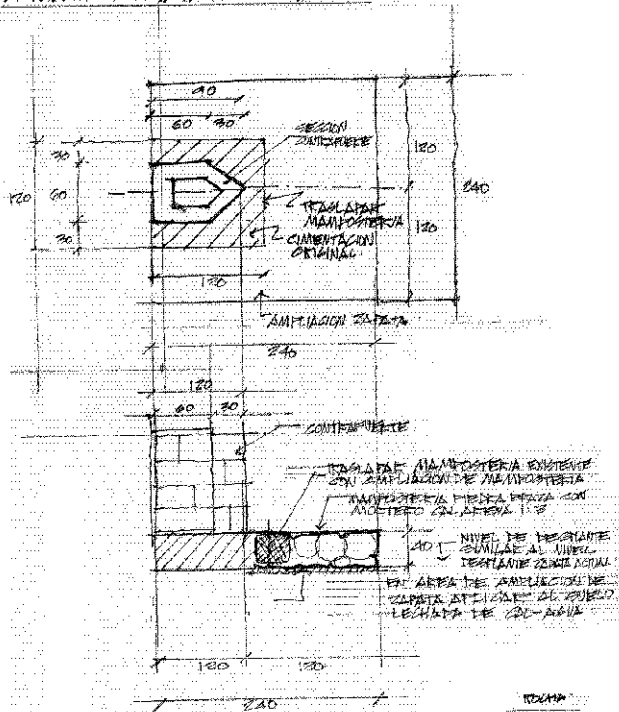 90
60 30
SECCION
CONTRAFUERTE
30
60
30
120
120
240
120
TRASLAPAR
MAMPOSTERIA
CIMENTACION
ORIGINAL
120
AMPLIACION ZAPATA
240
120
60 30
CONTRAFUERTE
TRASLAPAR MAMPOSTERIA EXISTENTE
CON AMPLIACION DE MAMPOSTERIA
MAMPOSTERIA PIEDRA BRAZA CON
MORTERO CAL-ARENA 1:3
40
NIVEL DE DESPLANTE
SIMILAR AL NIVEL
DESPLANTE ZAPATA ACTUAL
EN AREA DE AMPLIACION DE
ZAPATA APLICAR AL SUELO
LECHADA DE CAL-AGUA
120 120
240